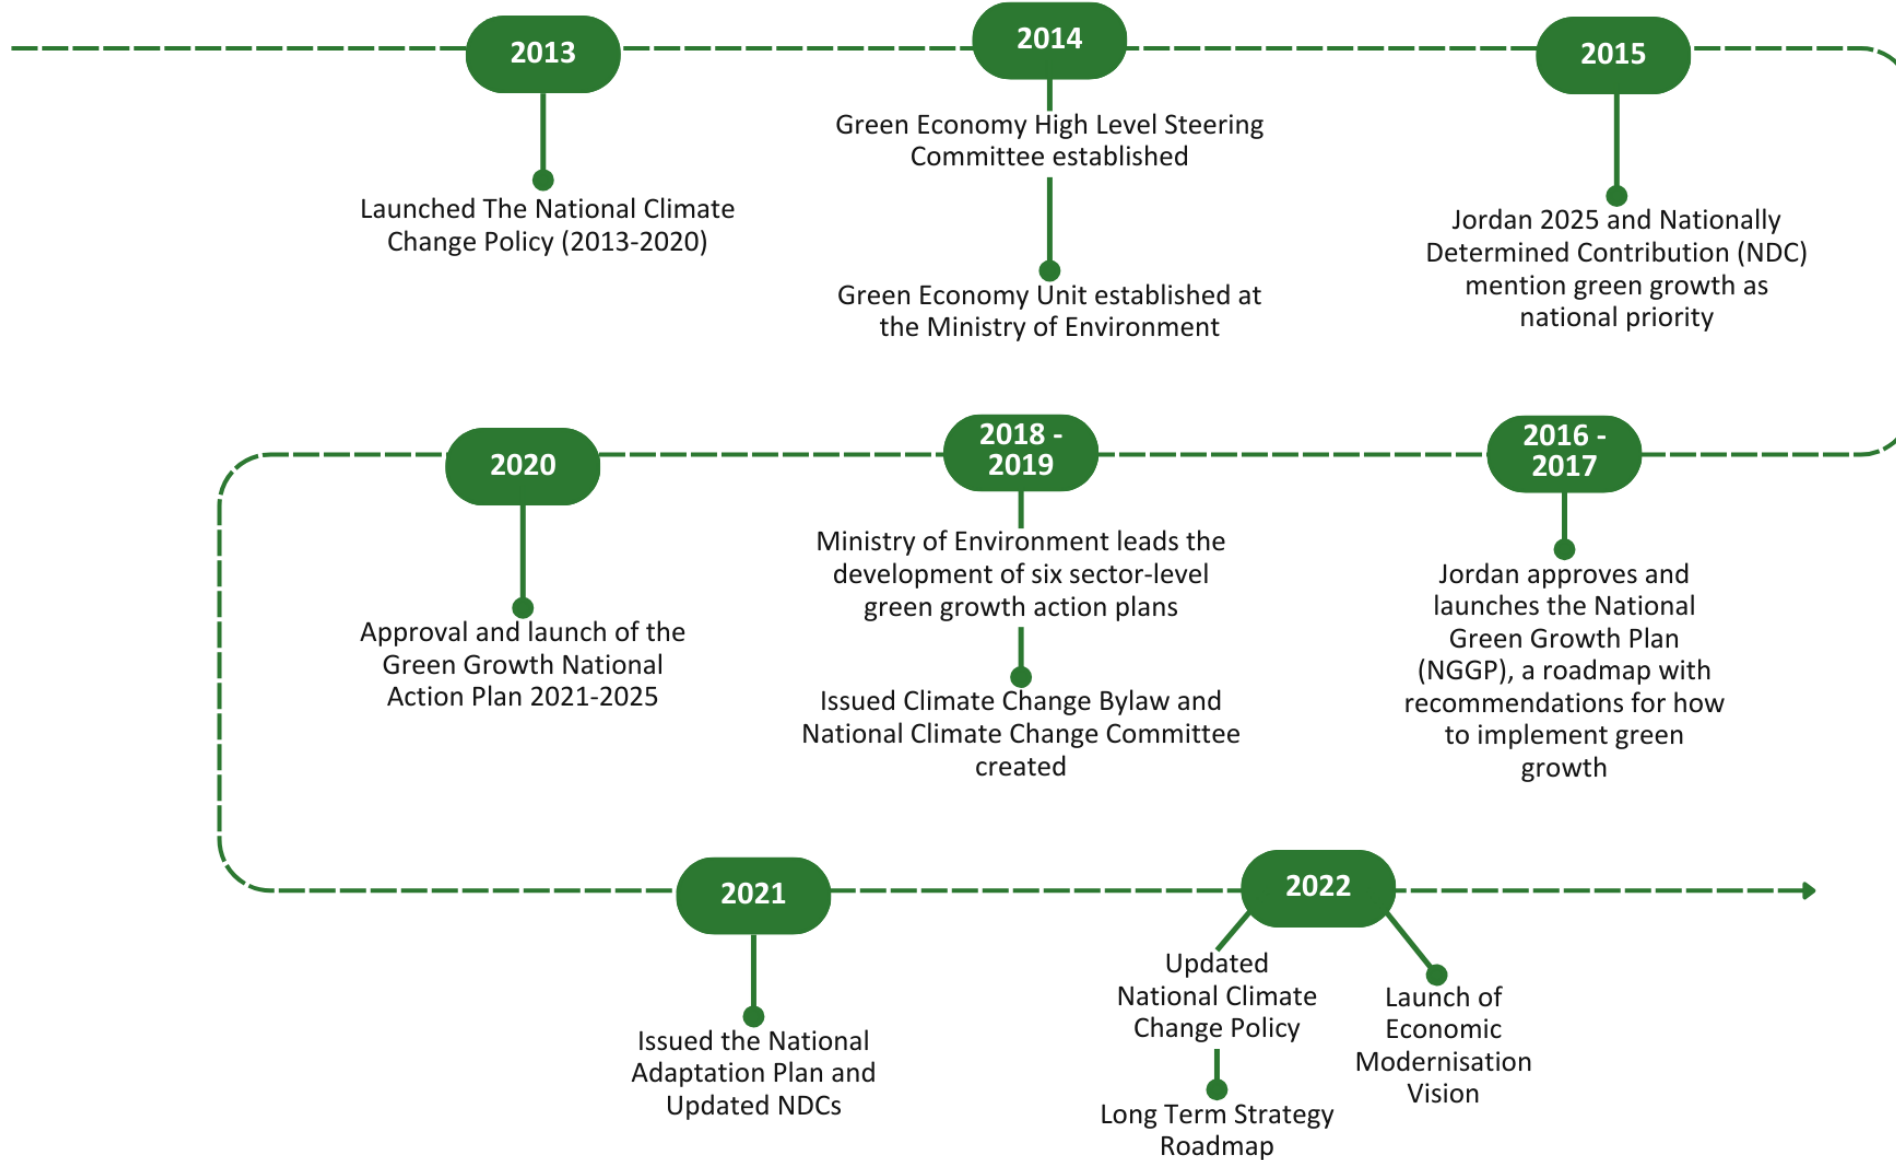 2013
Launched The National Climate
Change Policy (2013-2020)
2014
Green Economy High Level Steering
Committee established
Green Economy Unit established at
the Ministry of Environment
2015
Jordan 2025 and Nationally
Determined Contribution (NDC)
mention green growth as
national priority
2016 -
2017
Jordan approves and
launches the National
Green Growth Plan
(NGGP), a roadmap with
recommendations for how
to implement green
growth
2018 -
2019
Ministry of Environment leads the
development of six sector-level
green growth action plans
Issued Climate Change Bylaw and
National Climate Change Committee
created
2020
Approval and launch of the
Green Growth National
Action Plan 2021-2025
2021
Issued the National
Adaptation Plan and
Updated NDCs
2022
Updated
National Climate
Change Policy
Long Term Strategy
Roadmap
Launch of
Economic
Modernisation
Vision